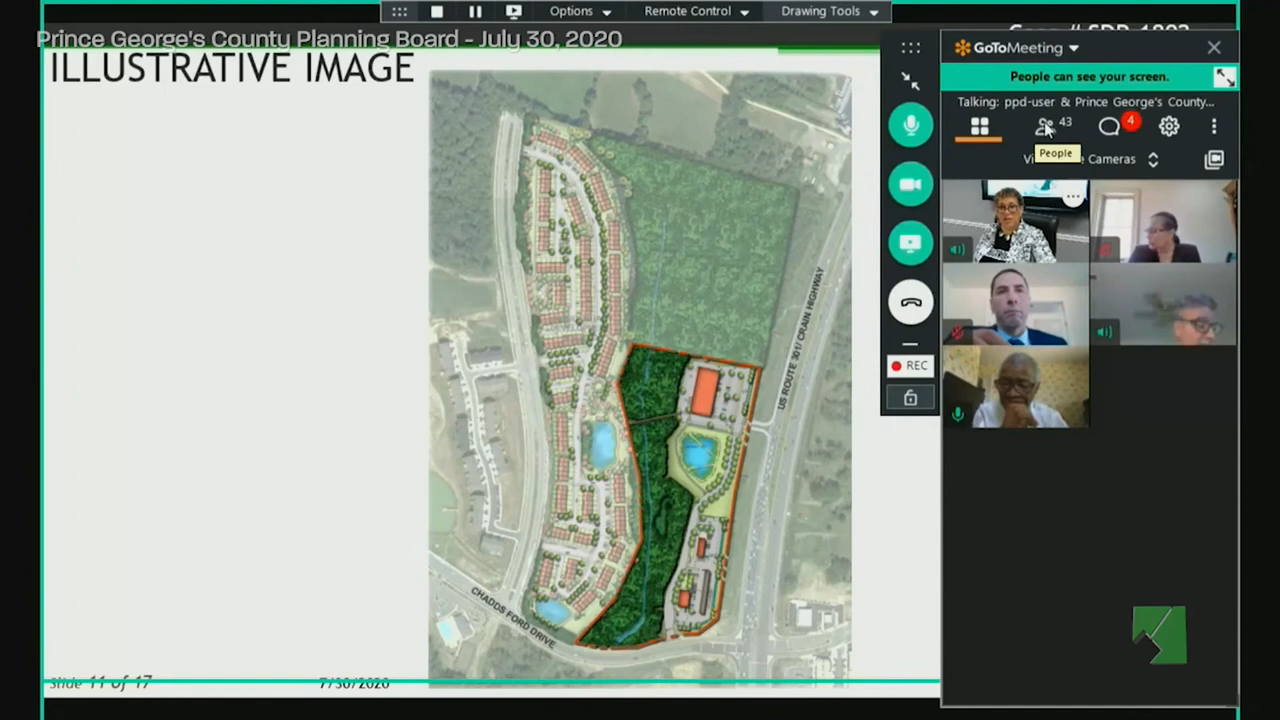 Options
Remote Control
Drawing Tools
Prince George's County Planning Board - July 30, 2020
ILLUSTRATIVE IMAGE
GoToMeeting
People can see your screen.
Talking: ppd-user & Prince George's County...
43
4
People
Cameras
REC
US ROUTE 301/ CRAIN HIGHWAY
CHADDS FORD DRIVE
Slide 11 of 17
7/30/2020